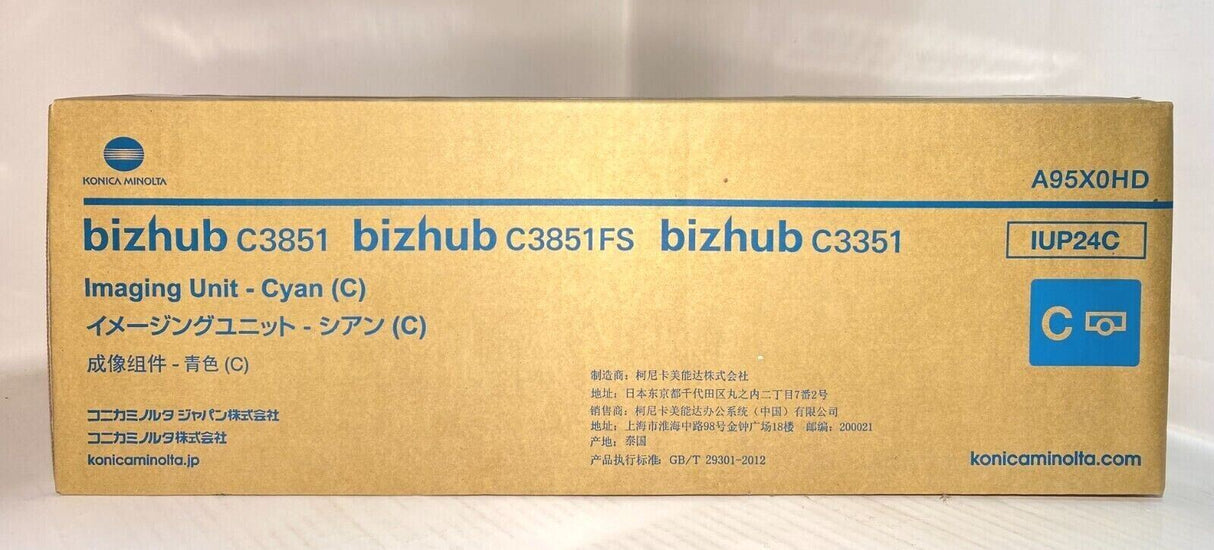 KONICA MINOLTA
A95X0HD
bizhub C3851 bizhub C3851FS bizhub C3351
IUP24C
Imaging Unit - Cyan (C)
イメージングユニット - シアン (C)
成像组件 - 青色 (C)
C
コニカミノルタ ジャパン株式会社
コニカミノルタ株式会社
konicaminolta.jp
制造商：柯尼卡美能达株式会社
地址：日本东京都千代田区丸之内二丁目7番2号
销售商：柯尼卡美能达办公系统（中国）有限公司
地址：上海市淮海中路98号金钟广场18楼 邮编：200021
产地：泰国
产品执行标准：GB/T 29301-2012
konicaminolta.com